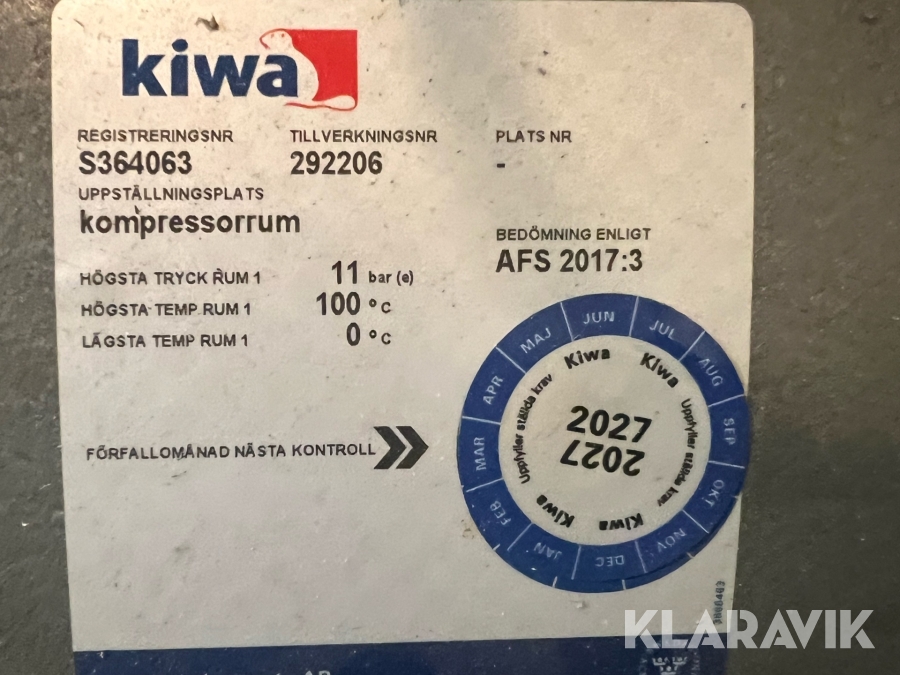 kiwa
REGISTRERINGSNR TILLVERKNINGSNR PLATS NR
S364063 292206 -
UPPSTÄLLNINGSPLATS
kompressorrum
BEDÖMNING ENLIGT
AFS 2017:3
HÖGSTA TRYCK RUM 1 11 bar (e)
HÖGSTA TEMP RUM 1 100 °C
LÄGSTA TEMP RUM 1 0 °C
FÖRFALLOMÅNAD NÄSTA KONTROLL
JAN FEB MAR APR MAJ JUN JUL AUG SEP OKT NOV DEC
Kiwa Kiwa
Uppfyller ställda krav
Uppfyller ställda krav
2027
2027
Kiwa Kiwa Kiwa
KLARAVIK
AB